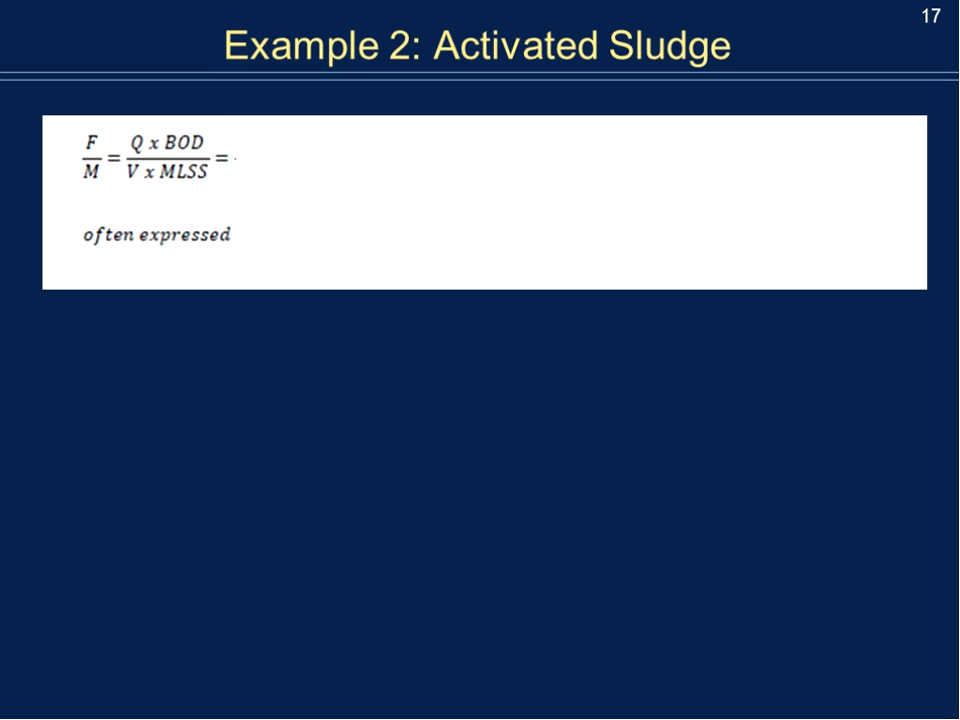 17
Example 2: Activated Sludge
F/M = Q x BOD / V x MLSS =
often expressed